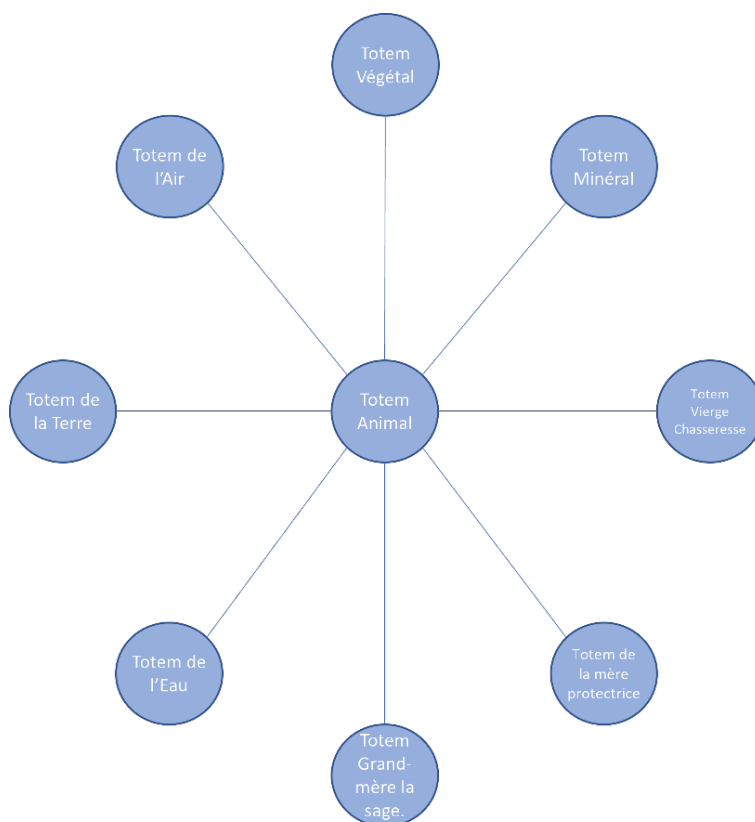 Totem
Végétal
Totem de
l'Air
Totem
Minéral
Totem de
la Terre
Totem
Animal
Totem
Vierge
Chasseresse
Totem de
l'Eau
Totem de
la mère
protectrice
Totem
Grand-
mère la
sage.